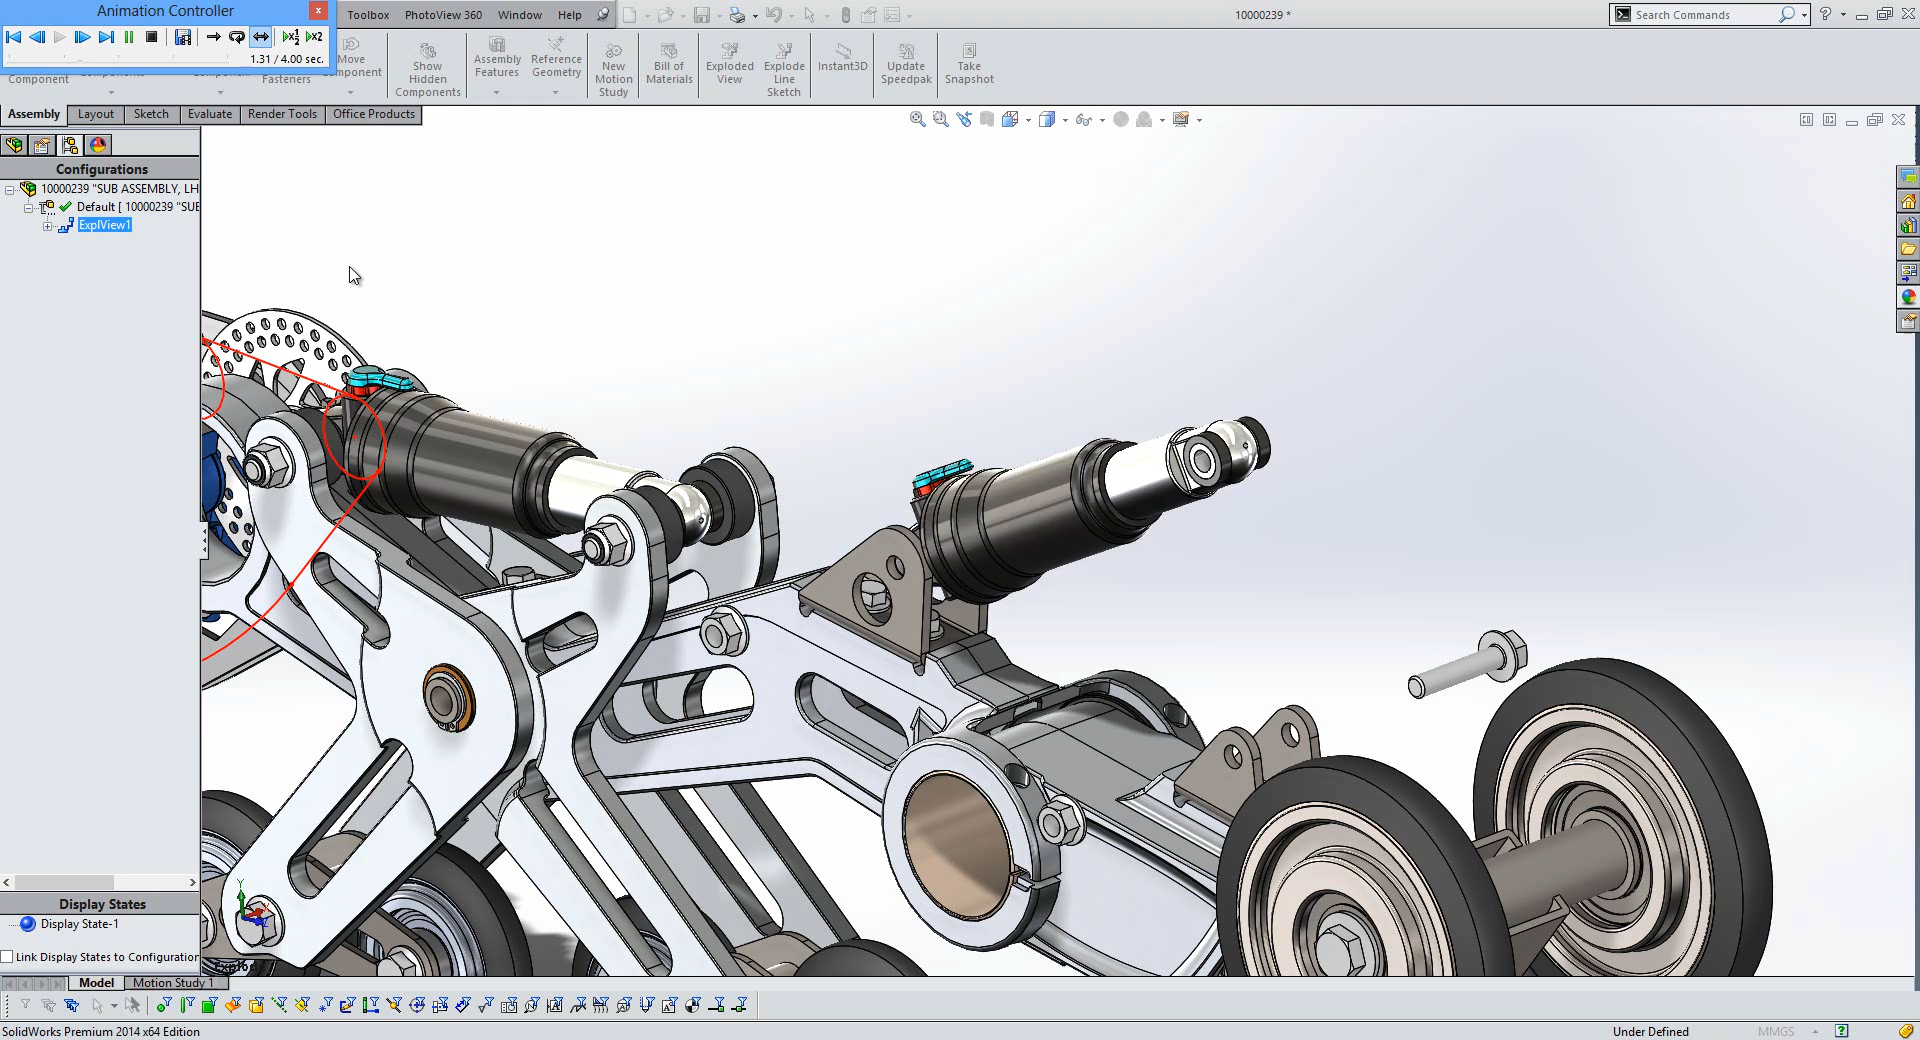 Animation Controller
Toolbox PhotoView 360 Window Help
10000239 *
Search Commands
1.31 / 4.00 sec.
Component
Fasteners
Move Component
Show Hidden Components
Assembly Features
Reference Geometry
New Motion Study
Bill of Materials
Exploded View
Explode Line Sketch
Instant3D
Update Speedpak
Take Snapshot
Assembly Layout Sketch Evaluate Render Tools Office Products
Configurations
10000239 "SUB ASSEMBLY, LH
Default [ 10000239 "SUB
ExplView1
Display States
Display State-1
Link Display States to Configuration
Y
Model Motion Study 1
SolidWorks Premium 2014 x64 Edition
Under Defined
MMGS